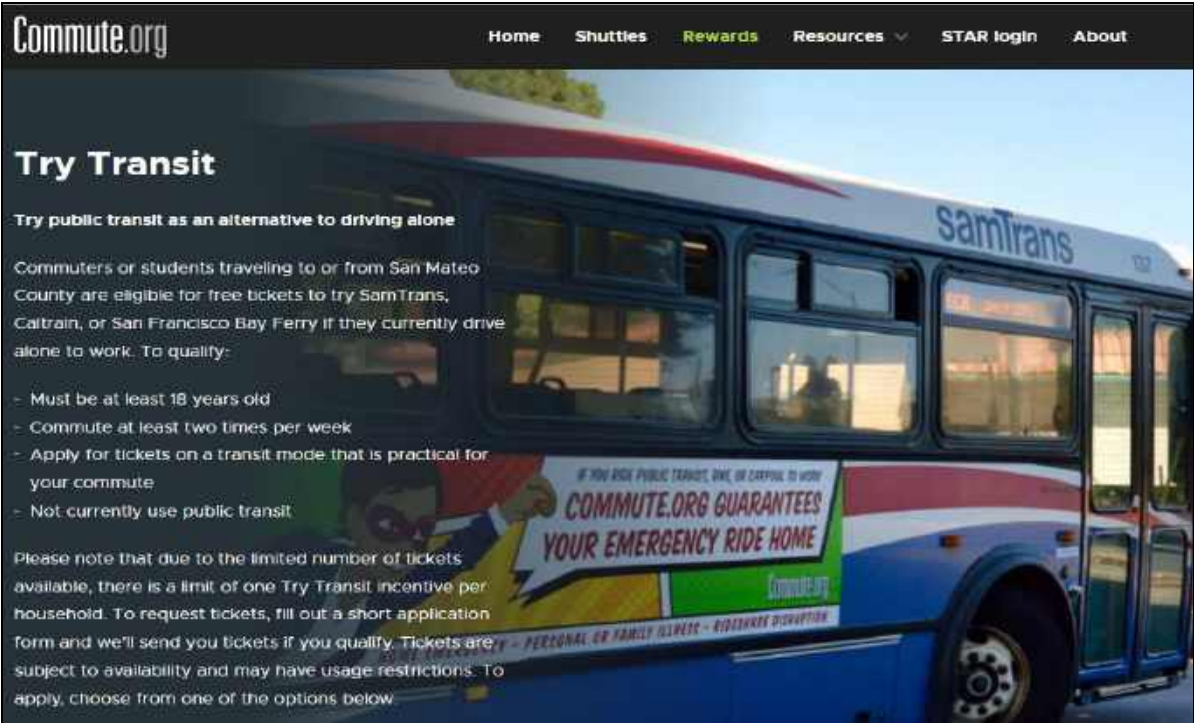 Commute.org
Home Shuttles Rewards Resources STAR login About
Try Transit
Try public transit as an alternative to driving alone
Commuters or students traveling to or from San Mateo
County are eligible for free tickets to try SamTrans,
Caltrain, or San Francisco Bay Ferry if they currently drive
alone to work. To qualify:
- Must be at least 18 years old
- Commute at least two times per week
- Apply for tickets on a transit mode that is practical for
your commute
- Not currently use public transit
Please note that due to the limited number of tickets
available, there is a limit of one Try Transit incentive per
household. To request tickets, fill out a short application
form and we'll send you tickets if you qualify. Tickets are
subject to availability and may have usage restrictions. To
apply, choose from one of the options below.
samTrans
IF YOU RIDE PUBLIC TRANSIT, BIKE, OR CARPOOL TO WORK
COMMUTE.ORG GUARANTEES
YOUR EMERGENCY RIDE HOME
Commute.org
- PERSONAL OR FAMILY ILLNESS - RIDESHARE DISRUPTION